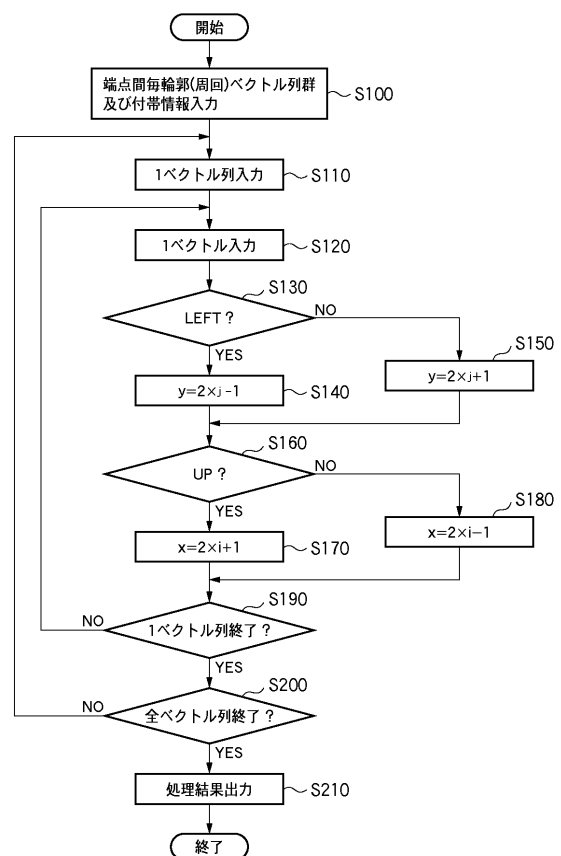 開始
端点間毎輪郭(周回)ベクトル列群
及び付帯情報入力
S100
1ベクトル列入力
S110
1ベクトル入力
S120
S130
LEFT ?
NO
YES
S150
y=2×j+1
y=2×j-1
S140
S160
UP ?
NO
YES
S180
x=2×i-1
x=2×i+1
S170
S190
NO
1ベクトル列終了?
YES
S200
NO
全ベクトル列終了?
YES
処理結果出力
S210
終了